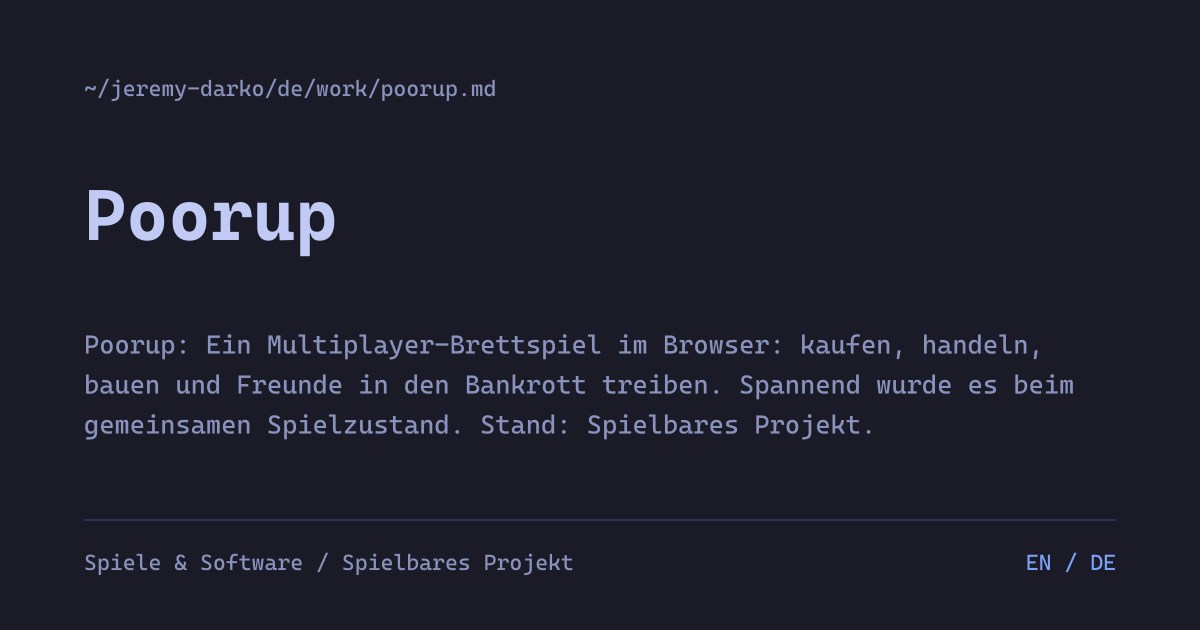 ~/jeremy-darko/de/work/poorup.md
Poorup
Poorup: Ein Multiplayer-Brettspiel im Browser: kaufen, handeln,
bauen und Freunde in den Bankrott treiben. Spannend wurde es beim
gemeinsamen Spielzustand. Stand: Spielbares Projekt.
Spiele & Software / Spielbares Projekt
EN / DE